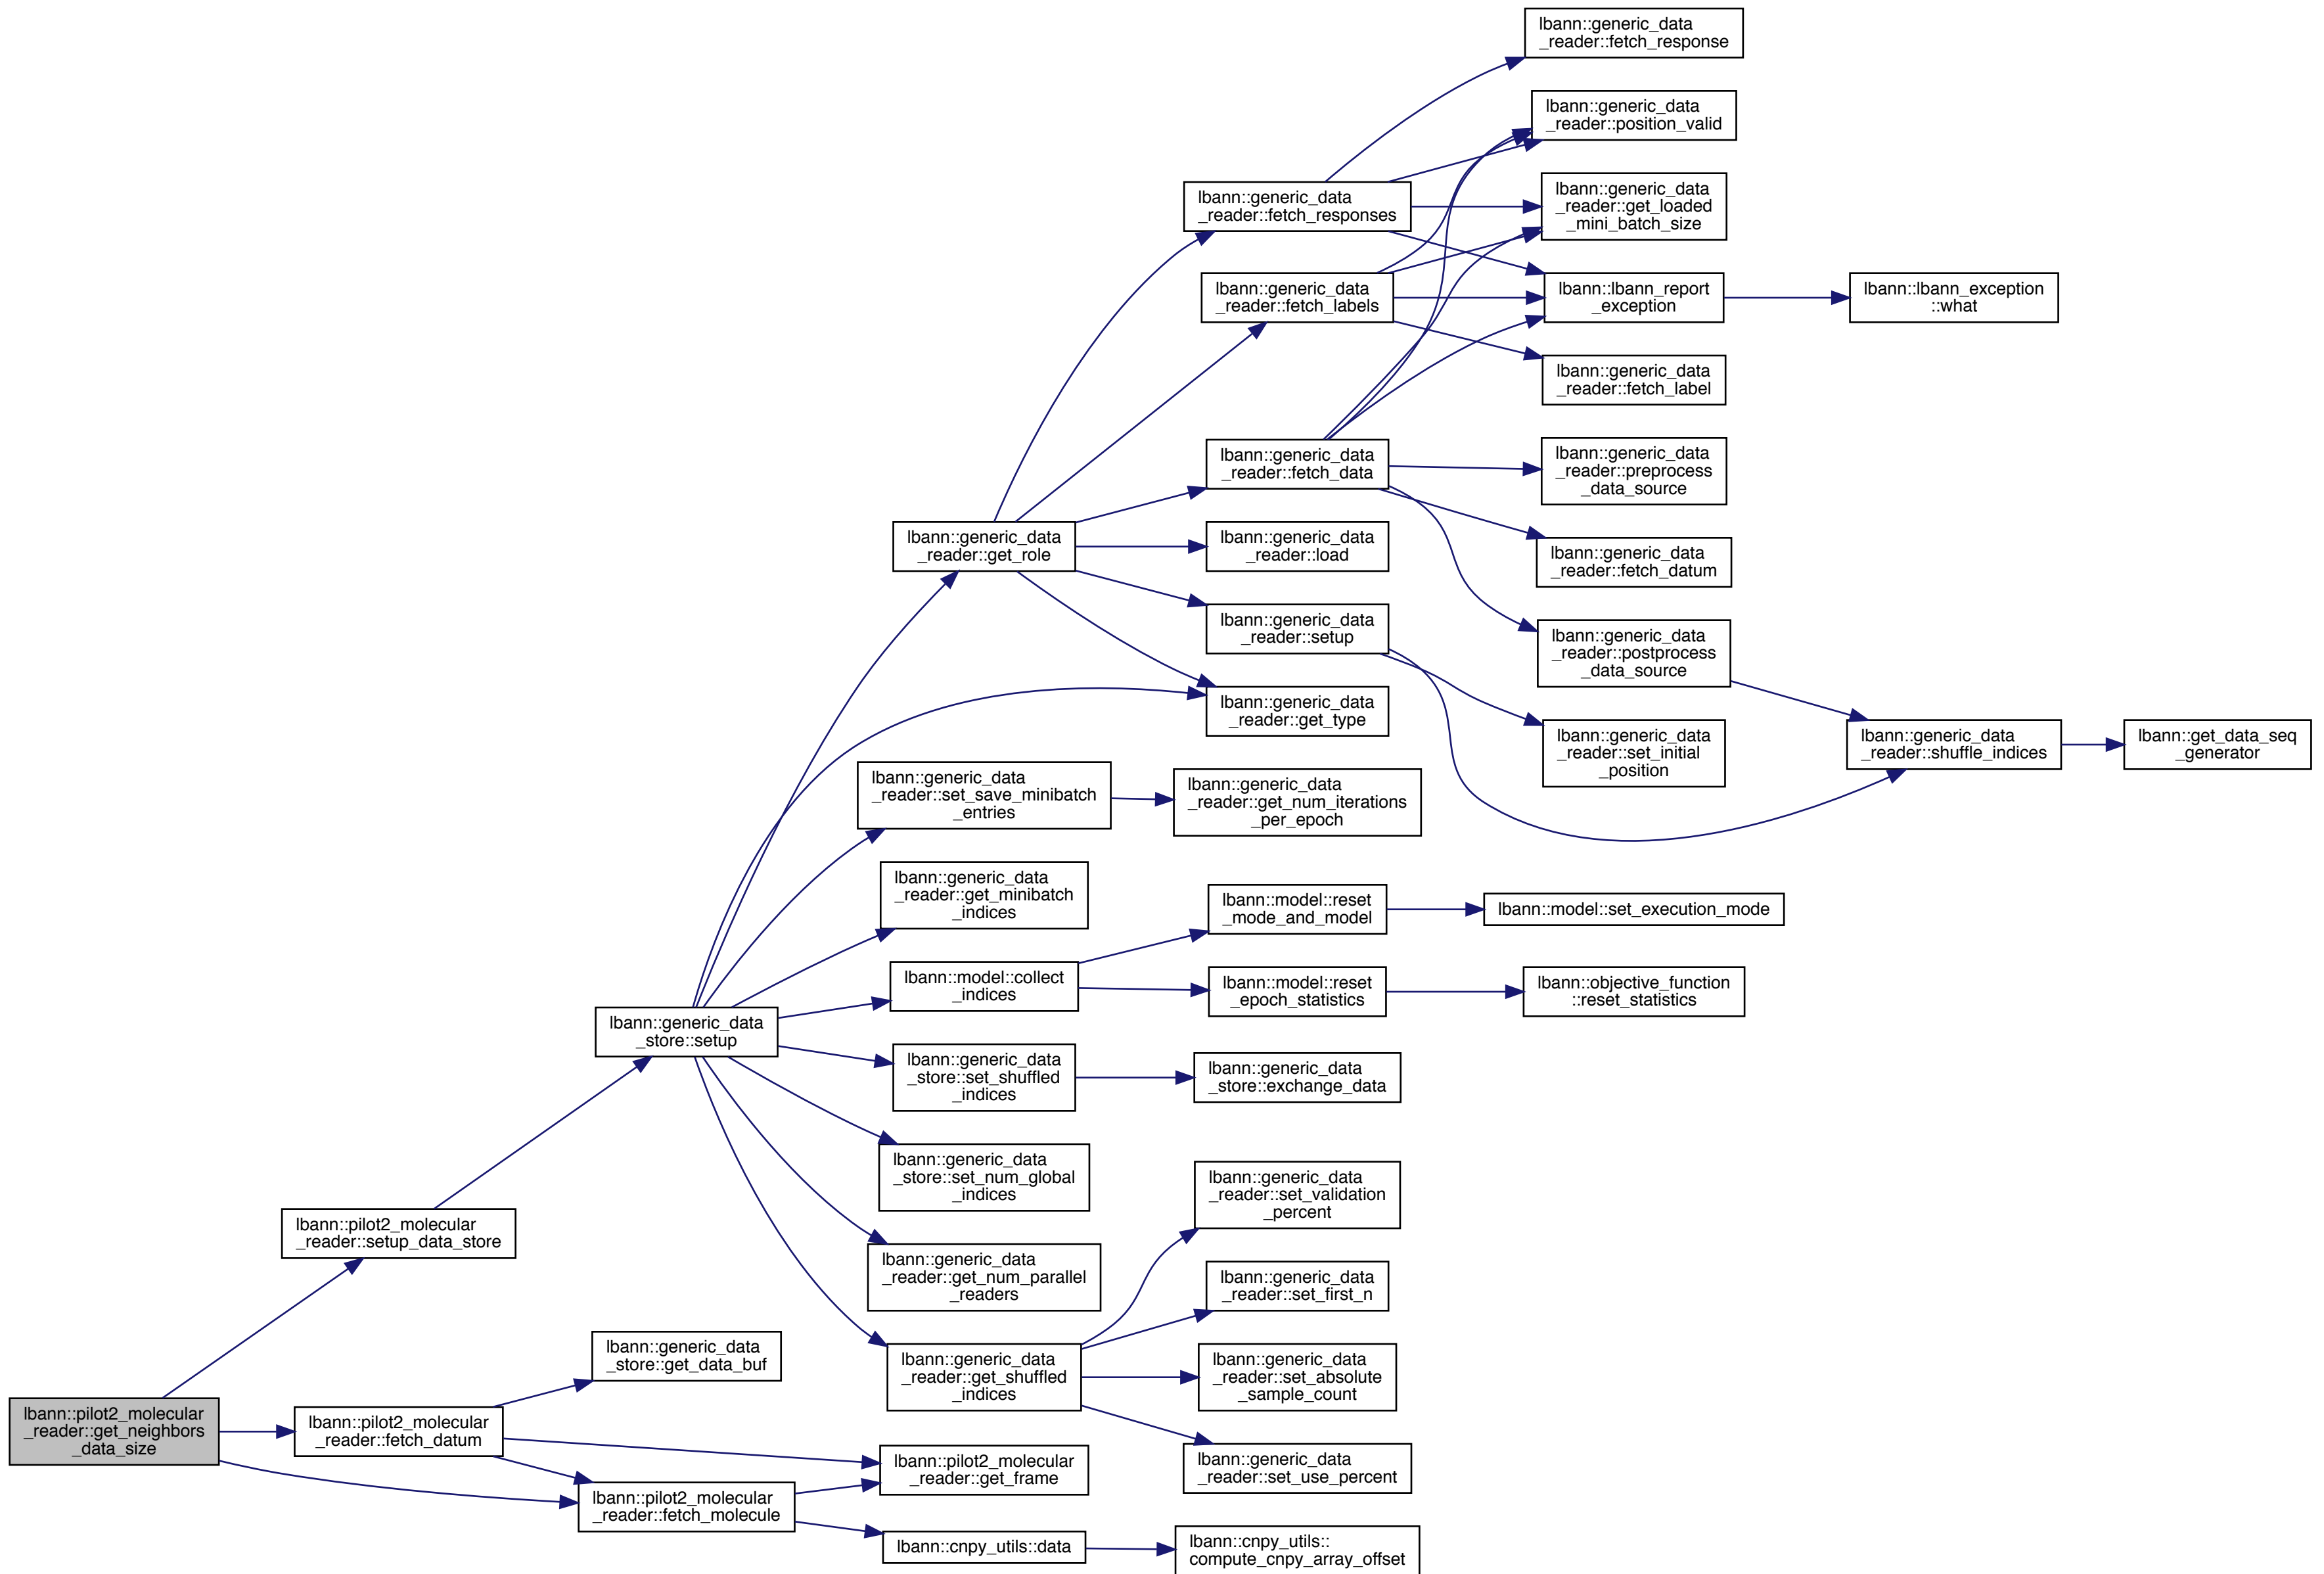 lbann::pilot2_molecular
_reader::get_neighbors
_data_size
lbann::pilot2_molecular
_reader::setup_data_store
lbann::pilot2_molecular
_reader::fetch_datum
lbann::generic_data
_store::setup
lbann::generic_data
_store::get_data_buf
lbann::pilot2_molecular
_reader::fetch_molecule
lbann::generic_data
_reader::get_role
lbann::generic_data
_reader::set_save_minibatch
_entries
lbann::generic_data
_reader::get_minibatch
_indices
lbann::model::collect
_indices
lbann::generic_data
_store::set_shuffled
_indices
lbann::generic_data
_store::set_num_global
_indices
lbann::generic_data
_reader::get_num_parallel
_readers
lbann::generic_data
_reader::get_shuffled
_indices
lbann::pilot2_molecular
_reader::get_frame
lbann::cnpy_utils::data
lbann::generic_data
_reader::fetch_responses
lbann::generic_data
_reader::fetch_labels
lbann::generic_data
_reader::fetch_data
lbann::generic_data
_reader::load
lbann::generic_data
_reader::setup
lbann::generic_data
_reader::get_type
lbann::generic_data
_reader::get_num_iterations
_per_epoch
lbann::model::reset
_mode_and_model
lbann::model::reset
_epoch_statistics
lbann::generic_data
_store::exchange_data
lbann::generic_data
_reader::set_validation
_percent
lbann::generic_data
_reader::set_first_n
lbann::generic_data
_reader::set_absolute
_sample_count
lbann::generic_data
_reader::set_use_percent
lbann::cnpy_utils::
compute_cnpy_array_offset
lbann::generic_data
_reader::fetch_response
lbann::generic_data
_reader::position_valid
lbann::generic_data
_reader::get_loaded
_mini_batch_size
lbann::lbann_report
_exception
lbann::generic_data
_reader::fetch_label
lbann::generic_data
_reader::preprocess
_data_source
lbann::generic_data
_reader::fetch_datum
lbann::generic_data
_reader::postprocess
_data_source
lbann::generic_data
_reader::set_initial
_position
lbann::model::set_execution_mode
lbann::objective_function
::reset_statistics
lbann::lbann_exception
::what
lbann::generic_data
_reader::shuffle_indices
lbann::get_data_seq
_generator